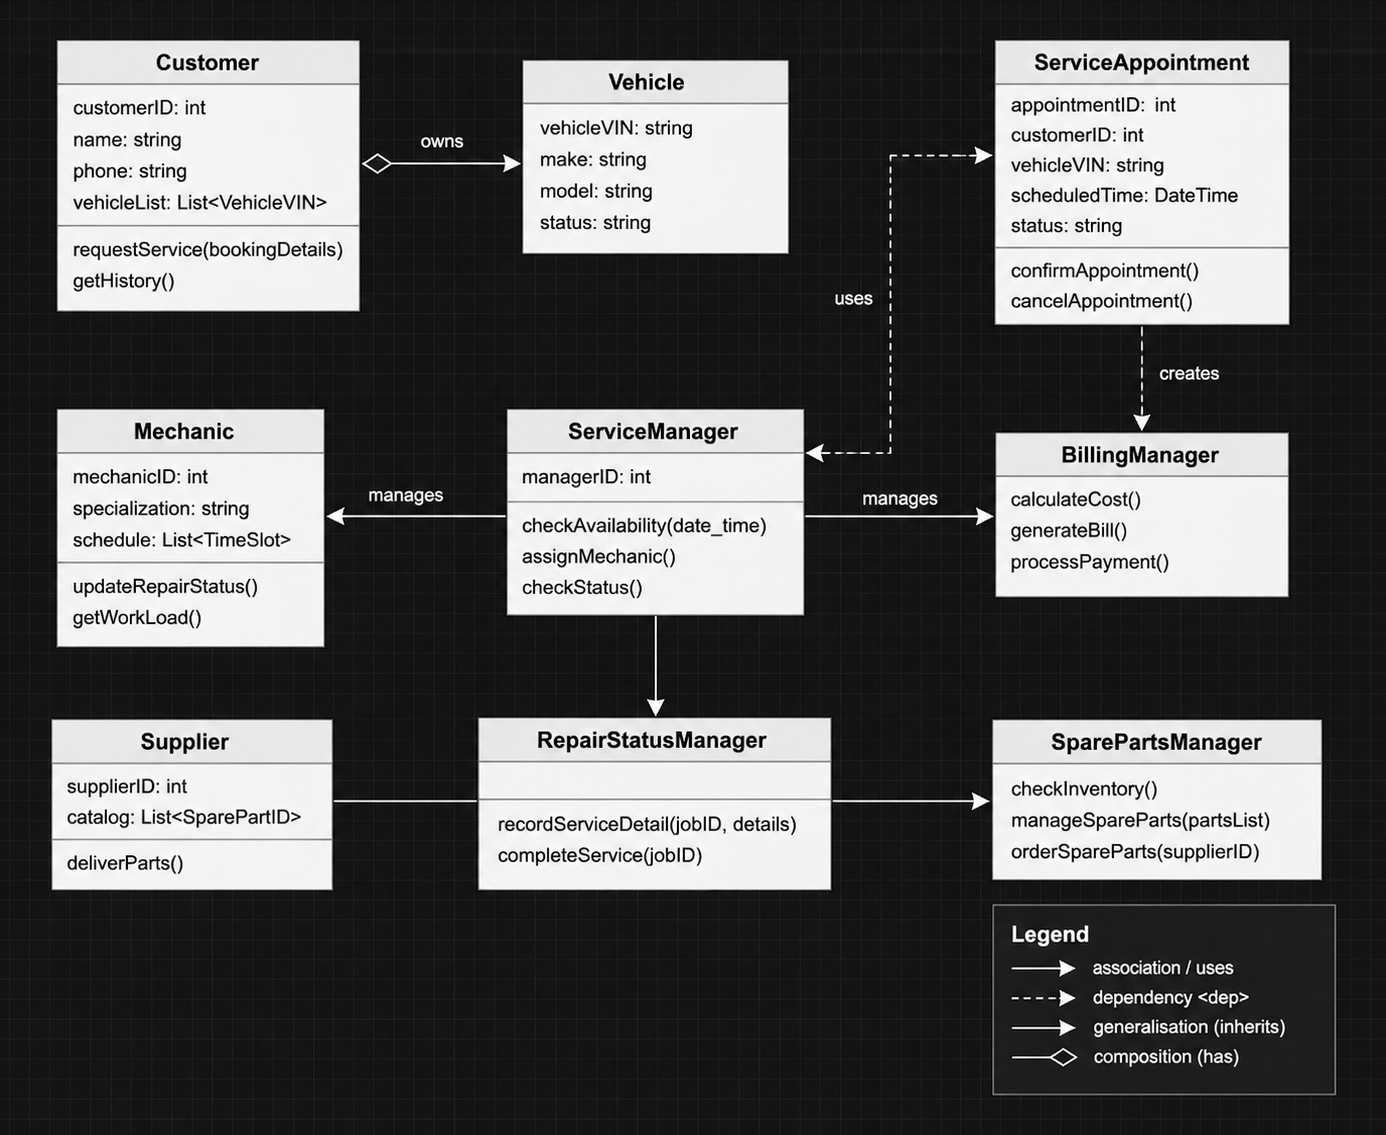 Customer
customerID: int
name: string
phone: string
vehicleList: List<VehicleVIN>
requestService(bookingDetails)
getHistory()
owns
Vehicle
vehicleVIN: string
make: string
model: string
status: string
ServiceAppointment
appointmentID: int
customerID: int
vehicleVIN: string
scheduledTime: DateTime
status: string
confirmAppointment()
cancelAppointment()
uses
creates
Mechanic
mechanicID: int
specialization: string
schedule: List<TimeSlot>
updateRepairStatus()
getWorkLoad()
manages
ServiceManager
managerID: int
checkAvailability(date_time)
assignMechanic()
checkStatus()
manages
BillingManager
calculateCost()
generateBill()
processPayment()
Supplier
supplierID: int
catalog: List<SparePartID>
deliverParts()
RepairStatusManager
recordServiceDetail(jobID, details)
completeService(jobID)
SparePartsManager
checkInventory()
manageSpareParts(partsList)
orderSpareParts(supplierID)
Legend
association / uses
dependency <dep>
generalisation (inherits)
composition (has)